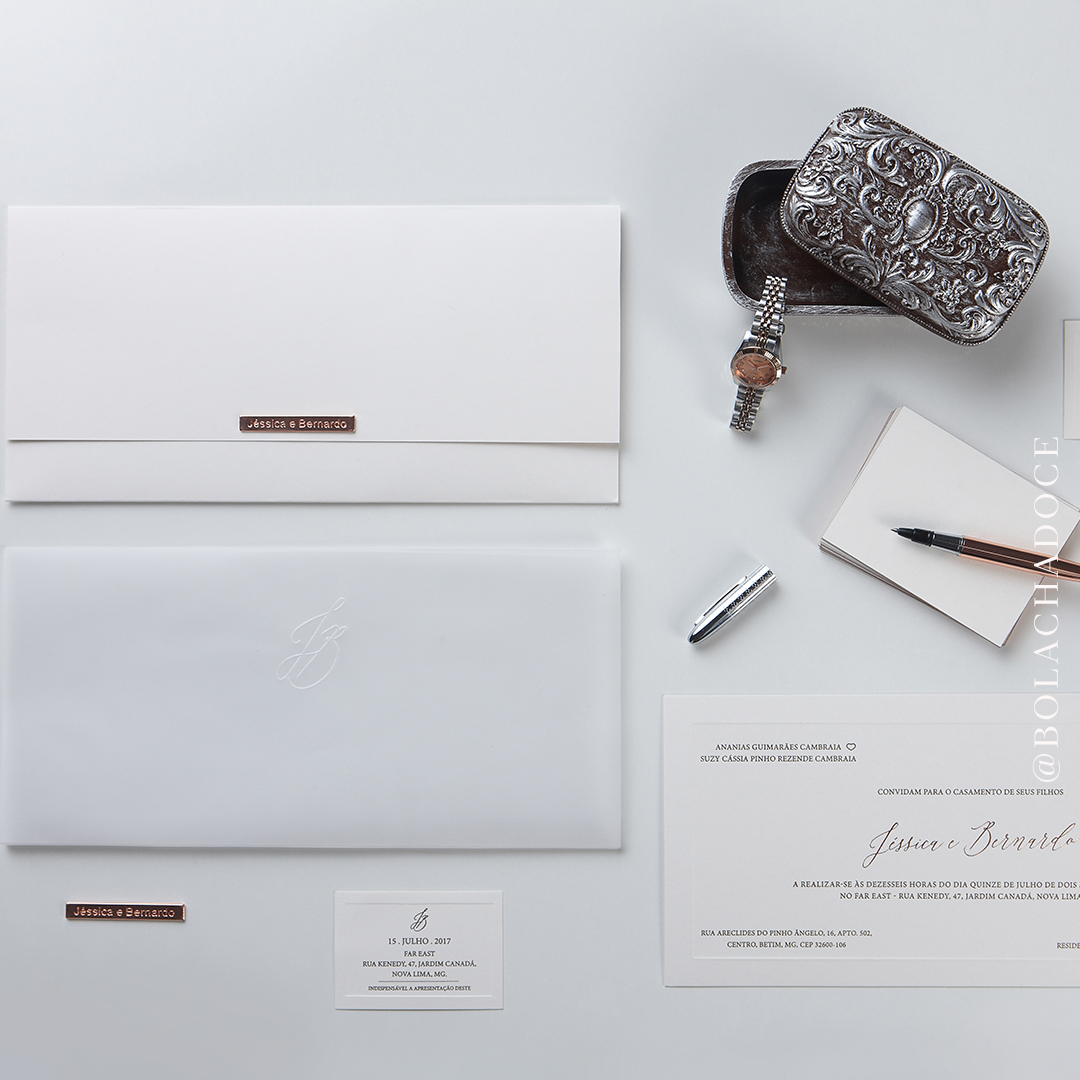 Jéssica e Bernardo
JB
@BOLACHADOCE
ANANIAS GUIMARÃES CAMBRAIA
SUZY CÁSSIA PINHO REZENDE CAMBRAIA
CONVIDAM PARA O CASAMENTO DE SEUS FILHOS
Jéssica e Bernardo
A REALIZAR-SE ÀS DEZESSEIS HORAS DO DIA QUINZE DE JULHO DE DOIS
NO FAR EAST - RUA KENEDY, 47, JARDIM CANADÁ, NOVA LIMA
RUA ARECLIDES DO PINHO ÂNGELO, 16, APTO. 502,
CENTRO, BETIM, MG, CEP 32600-106
RESIDE
Jéssica e Bernardo
JB
15 . JULHO . 2017
FAR EAST
RUA KENEDY, 47, JARDIM CANADÁ,
NOVA LIMA, MG.
INDISPENSÁVEL A APRESENTAÇÃO DESTE